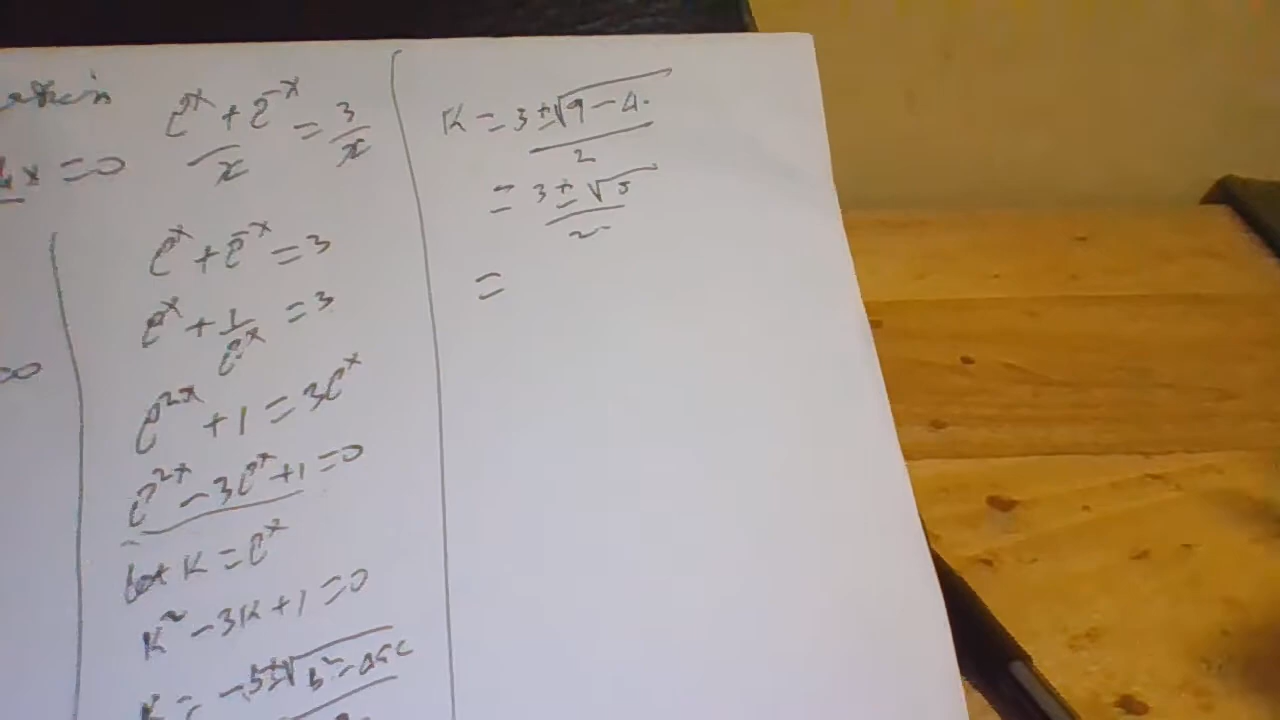 x = 0
e^x + e^-x / x = 3 / x
e^x + e^-x = 3
e^x + 1/e^x = 3
e^2x + 1 = 3e^x
e^2x - 3e^x + 1 = 0
let K = e^x
K^2 - 3K + 1 = 0
K = -b ± √b^2 - 4ac
K = 3 ± √9 - 4 / 2
= 3 ± √5 / 2
=